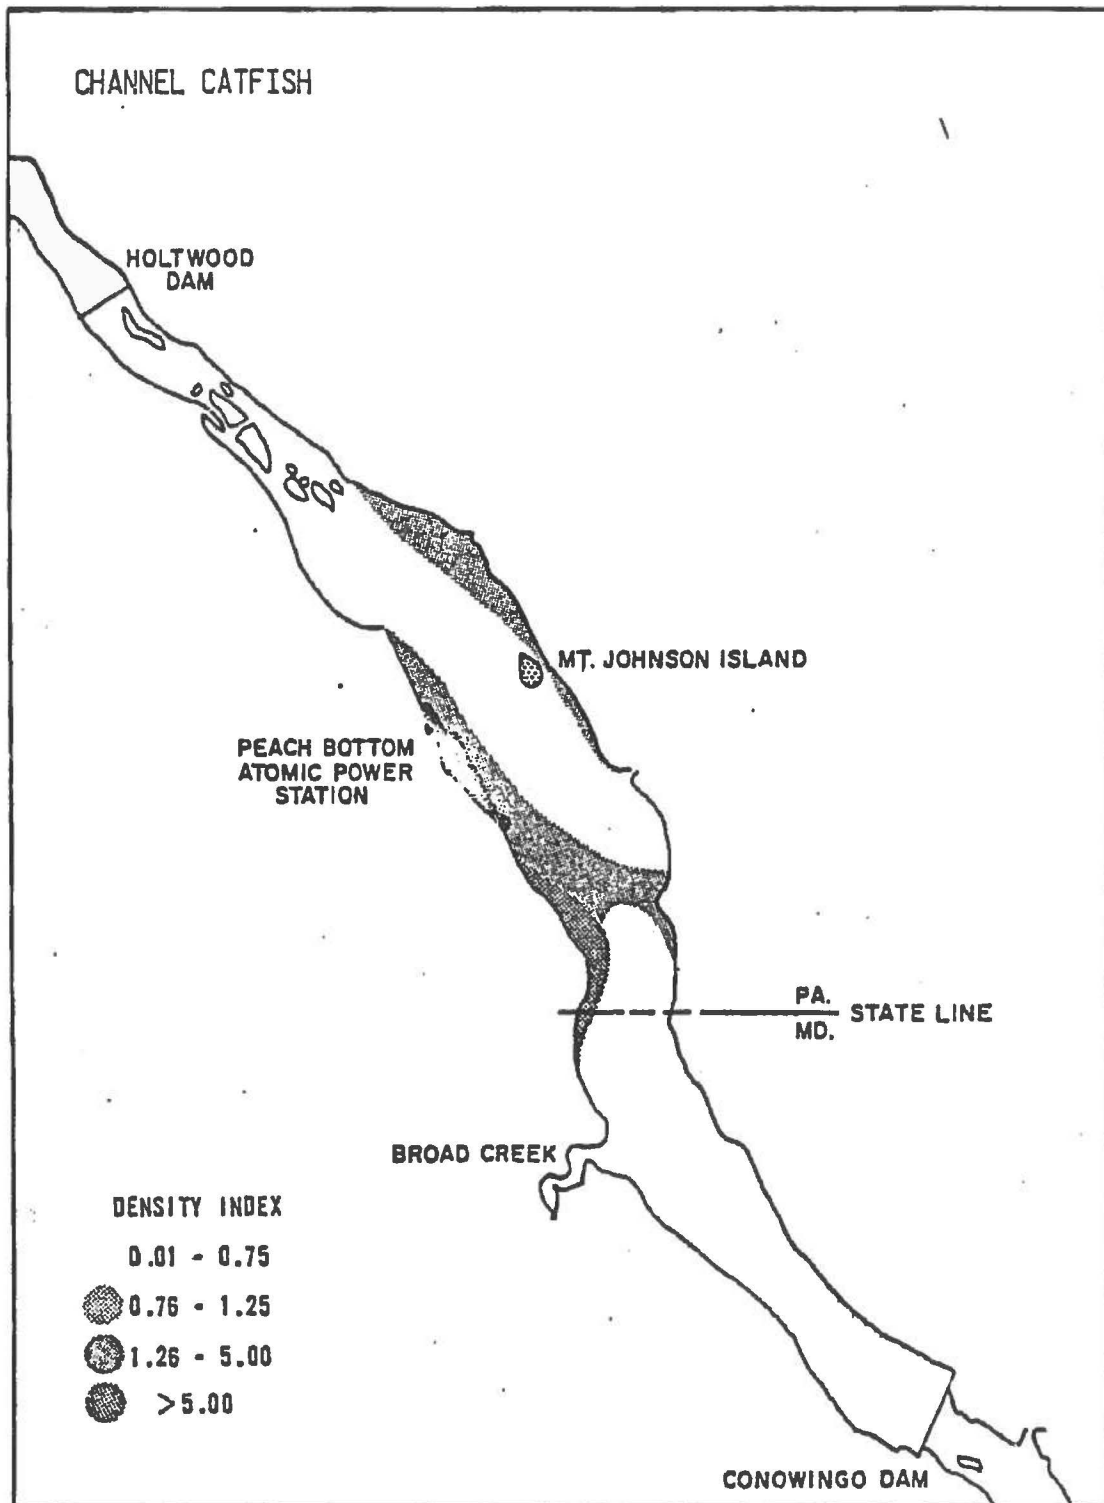 CHANNEL CATFISH
HOLTWOOD
DAM
MT. JOHNSON ISLAND
PEACH BOTTOM
ATOMIC POWER
STATION
PA.
MD.
STATE LINE
BROAD CREEK
DENSITY INDEX
0.01 - 0.75
0.76 - 1.25
1.26 - 5.00
>5.00
CONOWINGO DAM